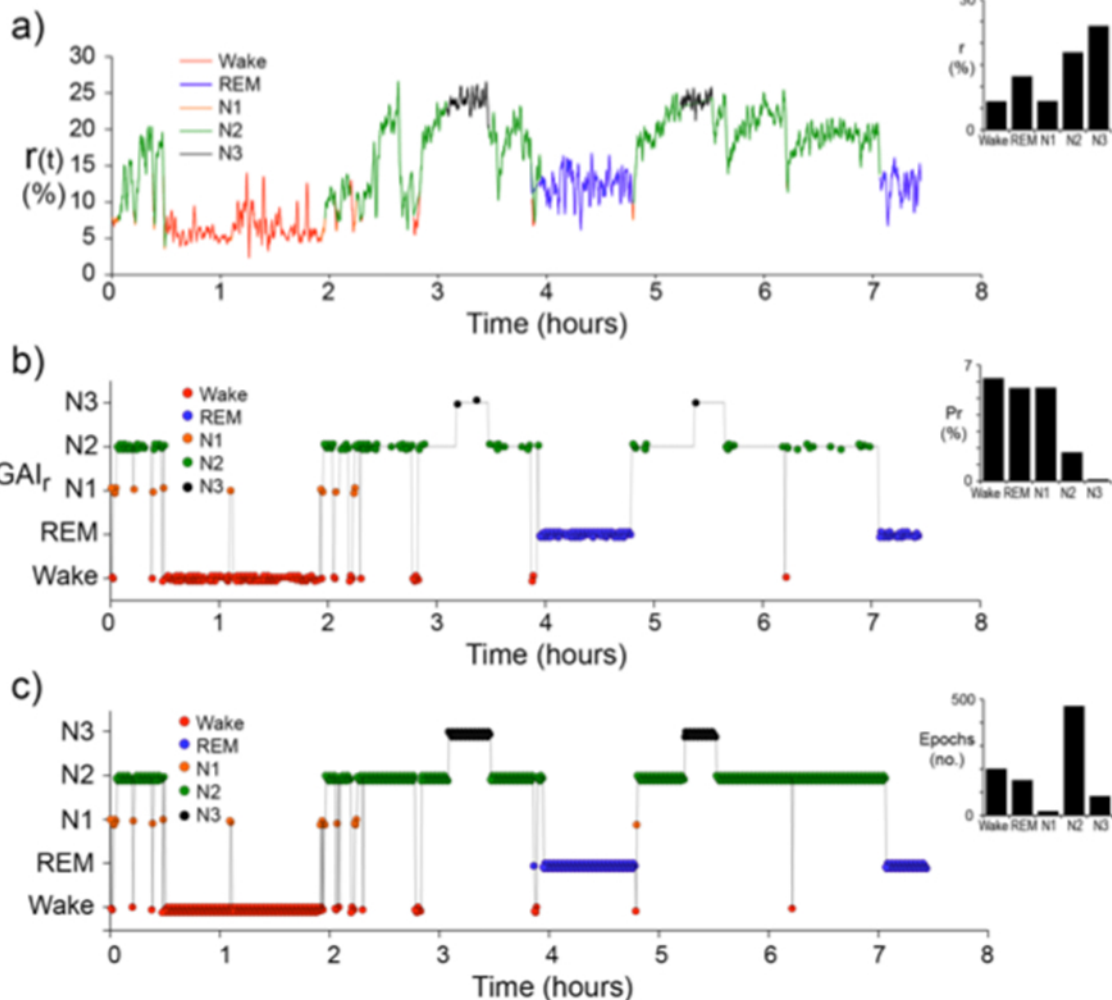 a)
30
25
20
15
10
5
0
r(t)
(%)
Wake
REM
N1
N2
N3
0 1 2 3 4 5 6 7 8
Time (hours)
30
r
(%)
0
Wake REM N1 N2 N3
b)
N3
N2
GAIr
N1
REM
Wake
Wake
REM
N1
N2
N3
0 1 2 3 4 5 6 7 8
Time (hours)
7
Pr
(%)
0
Wake REM N1 N2 N3
c)
N3
N2
N1
REM
Wake
Wake
REM
N1
N2
N3
0 1 2 3 4 5 6 7 8
Time (hours)
500
Epochs
(no.)
0
Wake REM N1 N2 N3